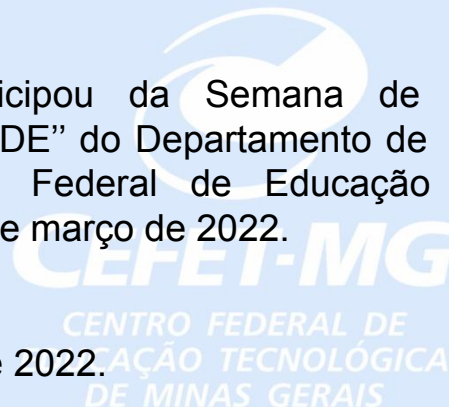 icipou da Semana de
DE’’ do Departamento de
Federal de Educação
e março de 2022.
CEFET-MG
CENTRO FEDERAL DE
EDUCAÇÃO TECNOLÓGICA
e 2022.
DE MINAS GERAIS